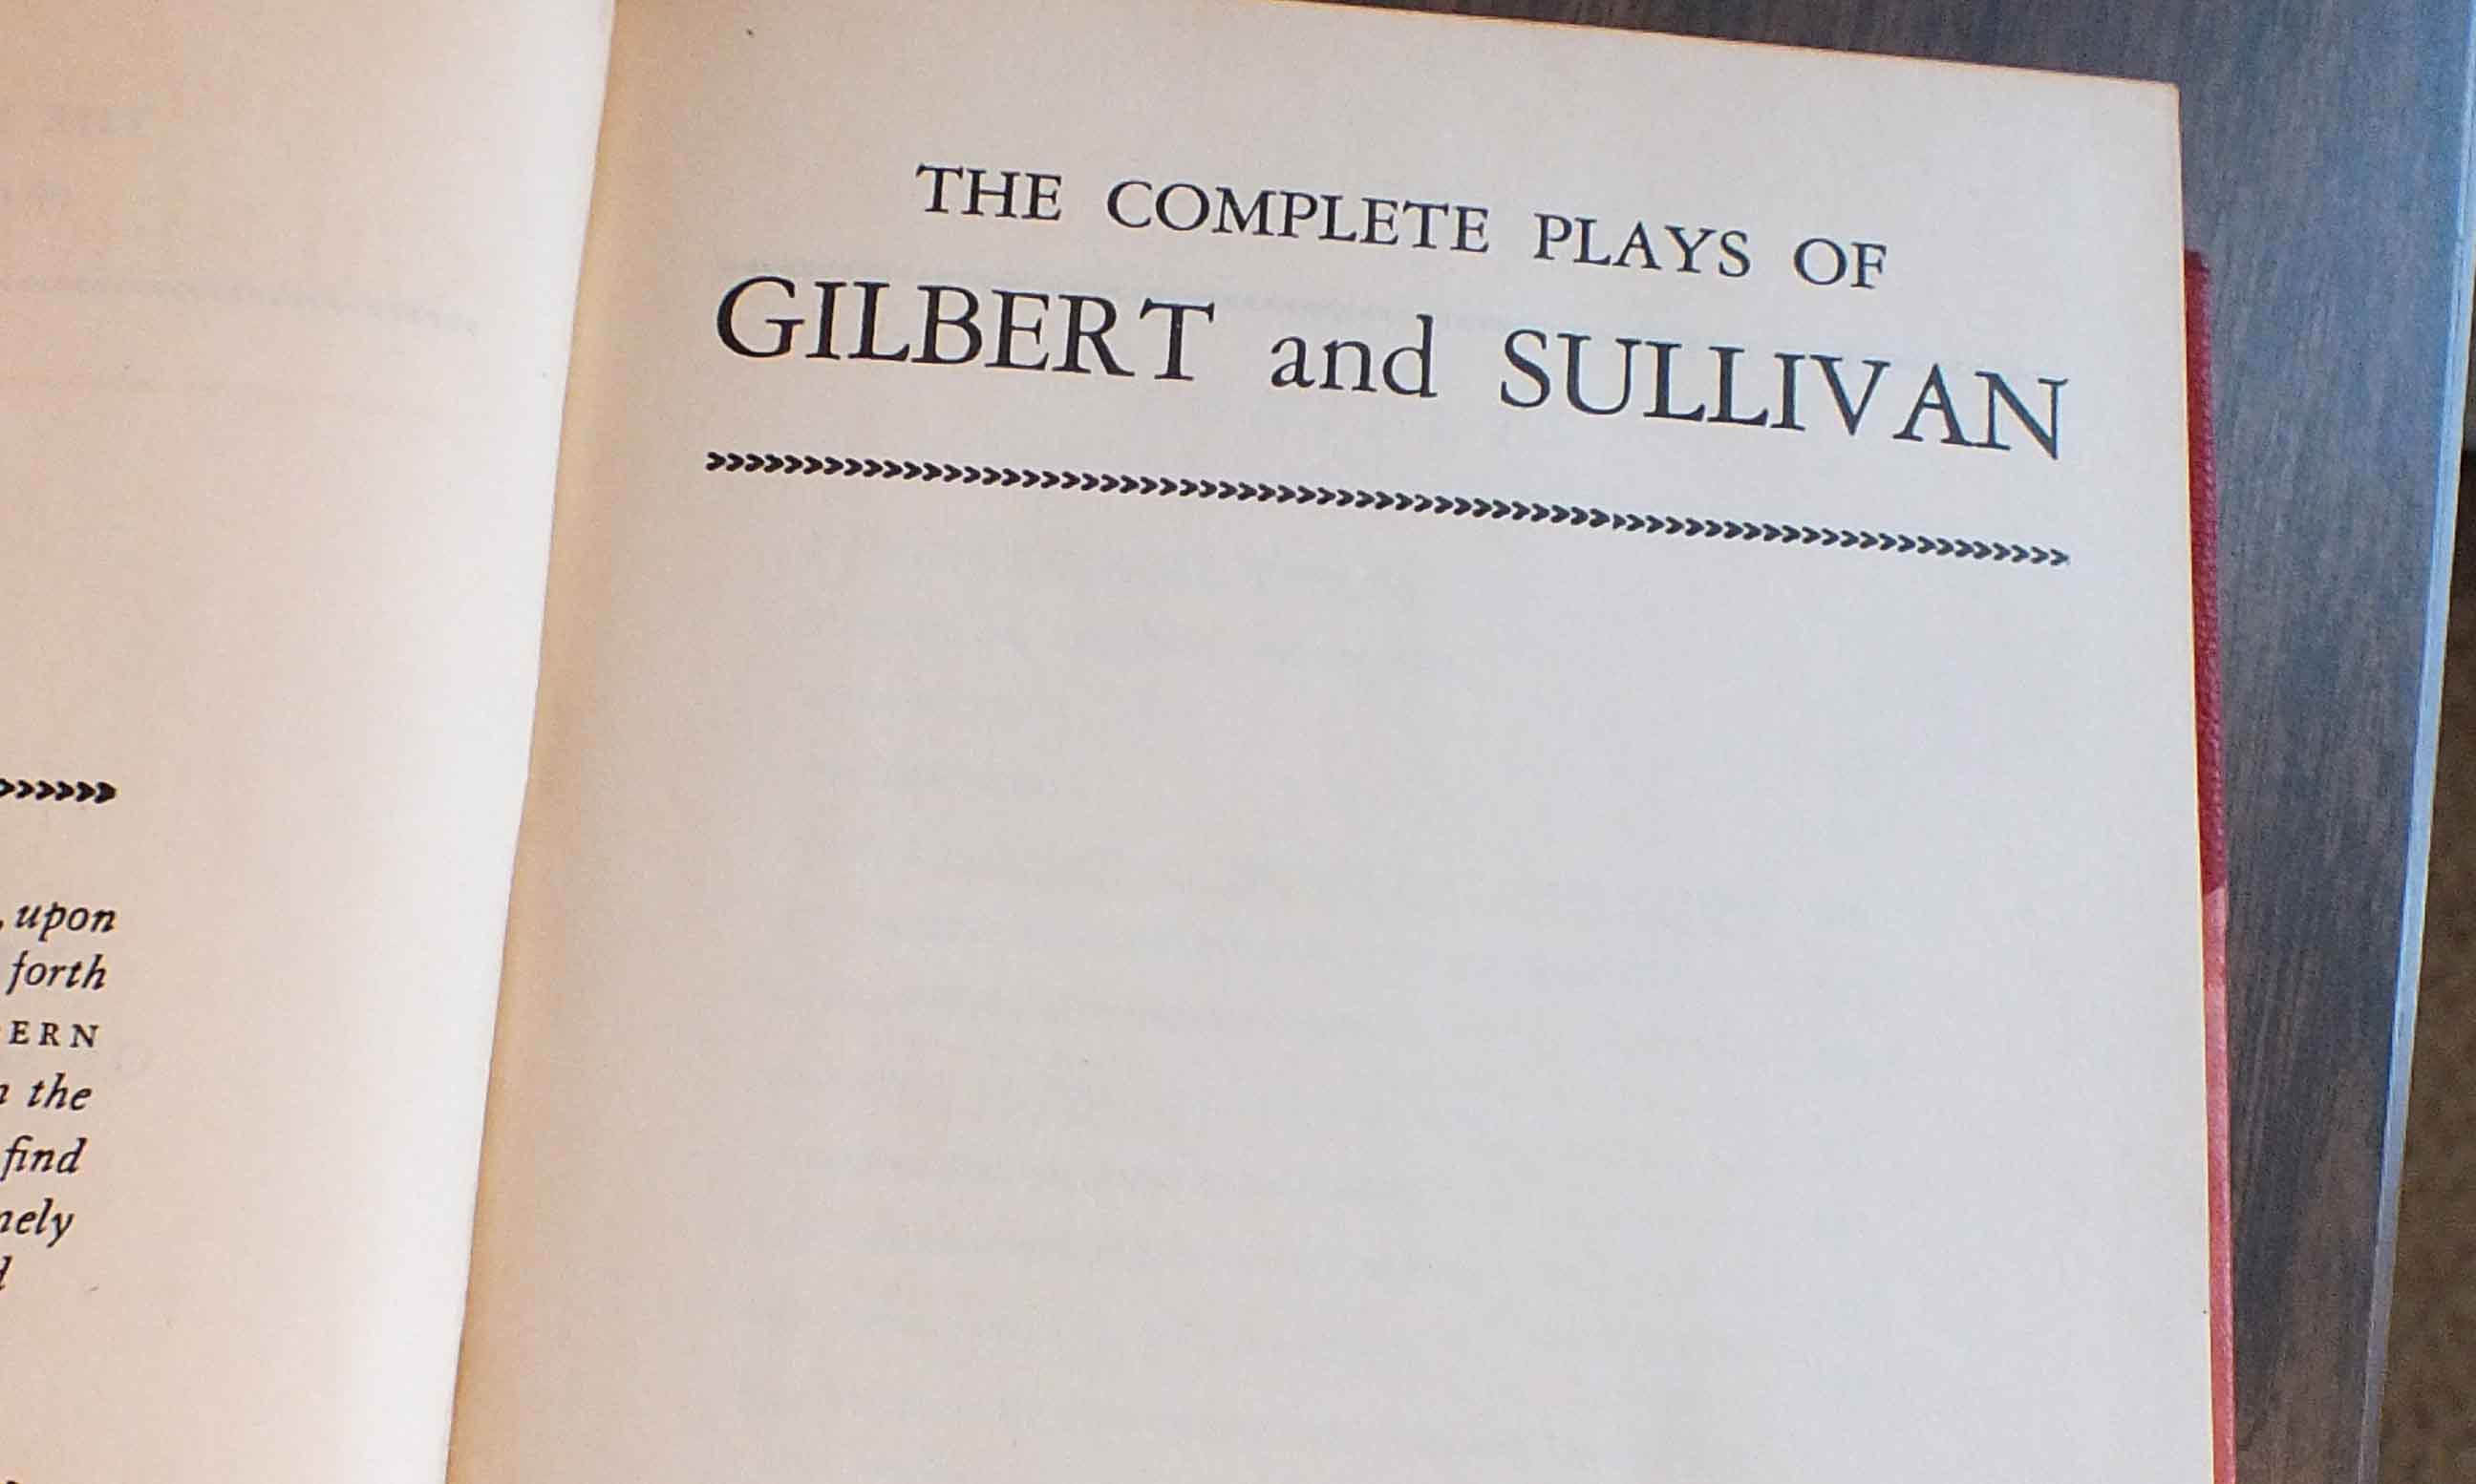 upon
forth
ERN
the
find
THE COMPLETE PLAYS OF
GILBERT and SULLIVAN